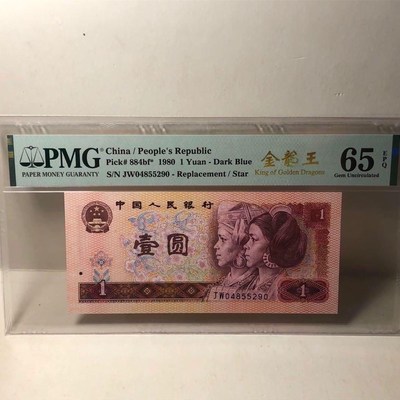 PMG
PAPER MONEY GUARANTY
China / People's Republic
Pick# 884bf* 1980 1 Yuan - Dark Blue
S/N JW04855290 - Replacement / Star
金龍王
King of Golden Dragons
65 EPQ
Gem Uncirculated
中国人民银行
1
壹圆
JW04855290
1
1